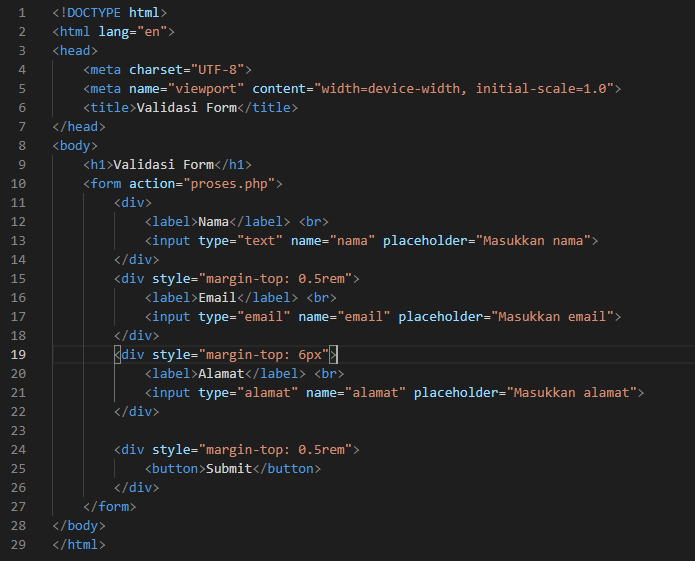 1 <!DOCTYPE html>
2 <html lang="en">
3 <head>
4     <meta charset="UTF-8">
5     <meta name="viewport" content="width=device-width, initial-scale=1.0">
6     <title>Validasi Form</title>
7 </head>
8 <body>
9     <h1>Validasi Form</h1>
10     <form action="proses.php">
11         <div>
12             <label>Nama</label> <br>
13             <input type="text" name="nama" placeholder="Masukkan nama">
14         </div>
15         <div style="margin-top: 0.5rem">
16             <label>Email</label> <br>
17             <input type="email" name="email" placeholder="Masukkan email">
18         </div>
19         <div style="margin-top: 6px">
20             <label>Alamat</label> <br>
21             <input type="alamat" name="alamat" placeholder="Masukkan alamat">
22         </div>
23
24         <div style="margin-top: 0.5rem">
25             <button>Submit</button>
26         </div>
27     </form>
28 </body>
29 </html>